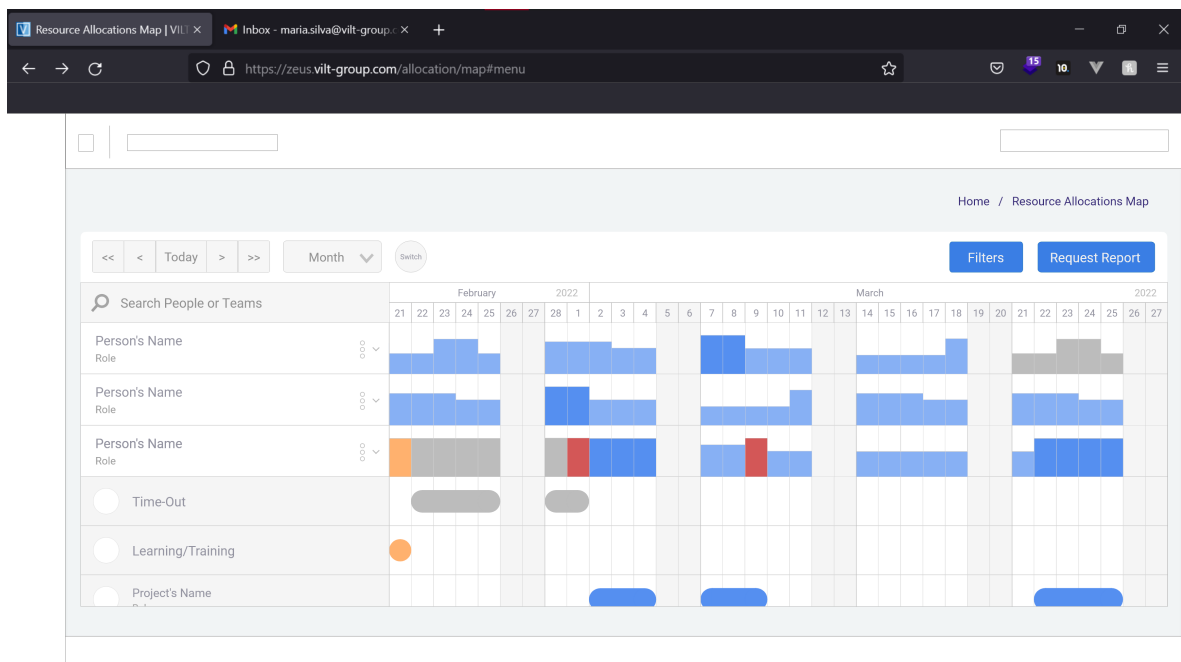 Resource Allocations Map | VILT
Inbox - maria.silva@vilt-group.c
https://zeus.vilt-group.com/allocation/map#menu
15
10.
Home / Resource Allocations Map
<< < Today > >>
Month
Switch
Filters
Request Report
Search People or Teams
February 2022 March 2022
21 22 23 24 25 26 27 28 1 2 3 4 5 6 7 8 9 10 11 12 13 14 15 16 17 18 19 20 21 22 23 24 25 26 27
Person's Name
Role
Person's Name
Role
Person's Name
Role
Time-Out
Learning/Training
Project's Name